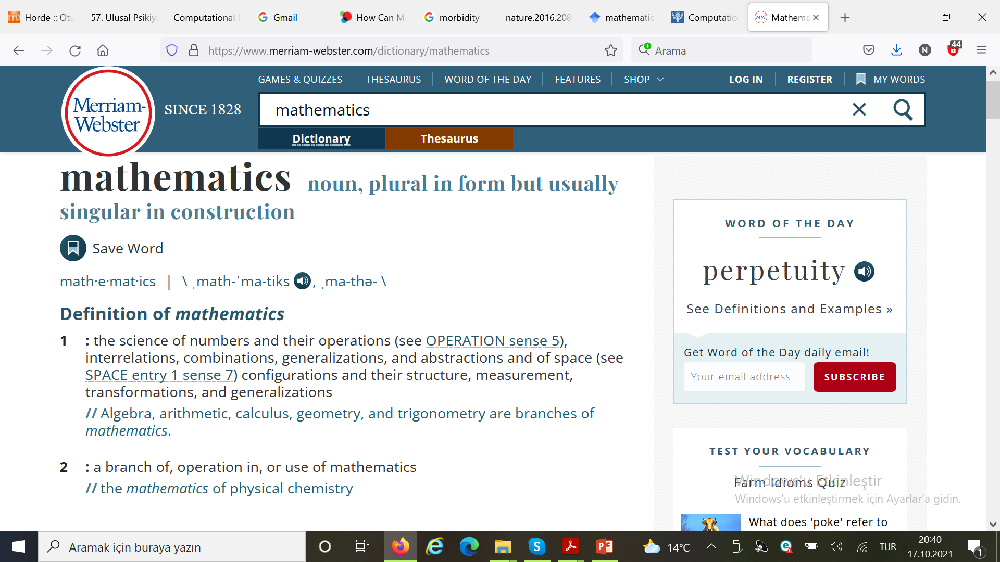 Horde :: Otu
57. Ulusal Psikiya
Computational
Gmail
How Can M
morbidity -
nature.2016.208
mathematic
Computatio
Mathema
https://www.merriam-webster.com/dictionary/mathematics
Arama
N
44
GAMES & QUIZZES
THESAURUS
WORD OF THE DAY
FEATURES
SHOP
LOG IN
REGISTER
MY WORDS
Merriam-
Webster
SINCE 1828
mathematics
Dictionary
Thesaurus
mathematics noun, plural in form but usually
singular in construction
Save Word
math·e·mat·ics | \ ˌmath-ˈma-tiks , ˌma-thə- \
Definition of mathematics
1 : the science of numbers and their operations (see OPERATION sense 5),
interrelations, combinations, generalizations, and abstractions and of space (see
SPACE entry 1 sense 7) configurations and their structure, measurement,
transformations, and generalizations
// Algebra, arithmetic, calculus, geometry, and trigonometry are branches of
mathematics.
2 : a branch of, operation in, or use of mathematics
// the mathematics of physical chemistry
WORD OF THE DAY
perpetuity
See Definitions and Examples »
Get Word of the Day daily email!
Your email address
SUBSCRIBE
TEST YOUR VOCABULARY
Farm Idioms Quiz
Windows'u Etkinleştir
Windows'u etkinleştirmek için Ayarlar'a gidin.
What does 'poke' refer to
Aramak için buraya yazın
14°C
TUR
20:40
17.10.2021
1